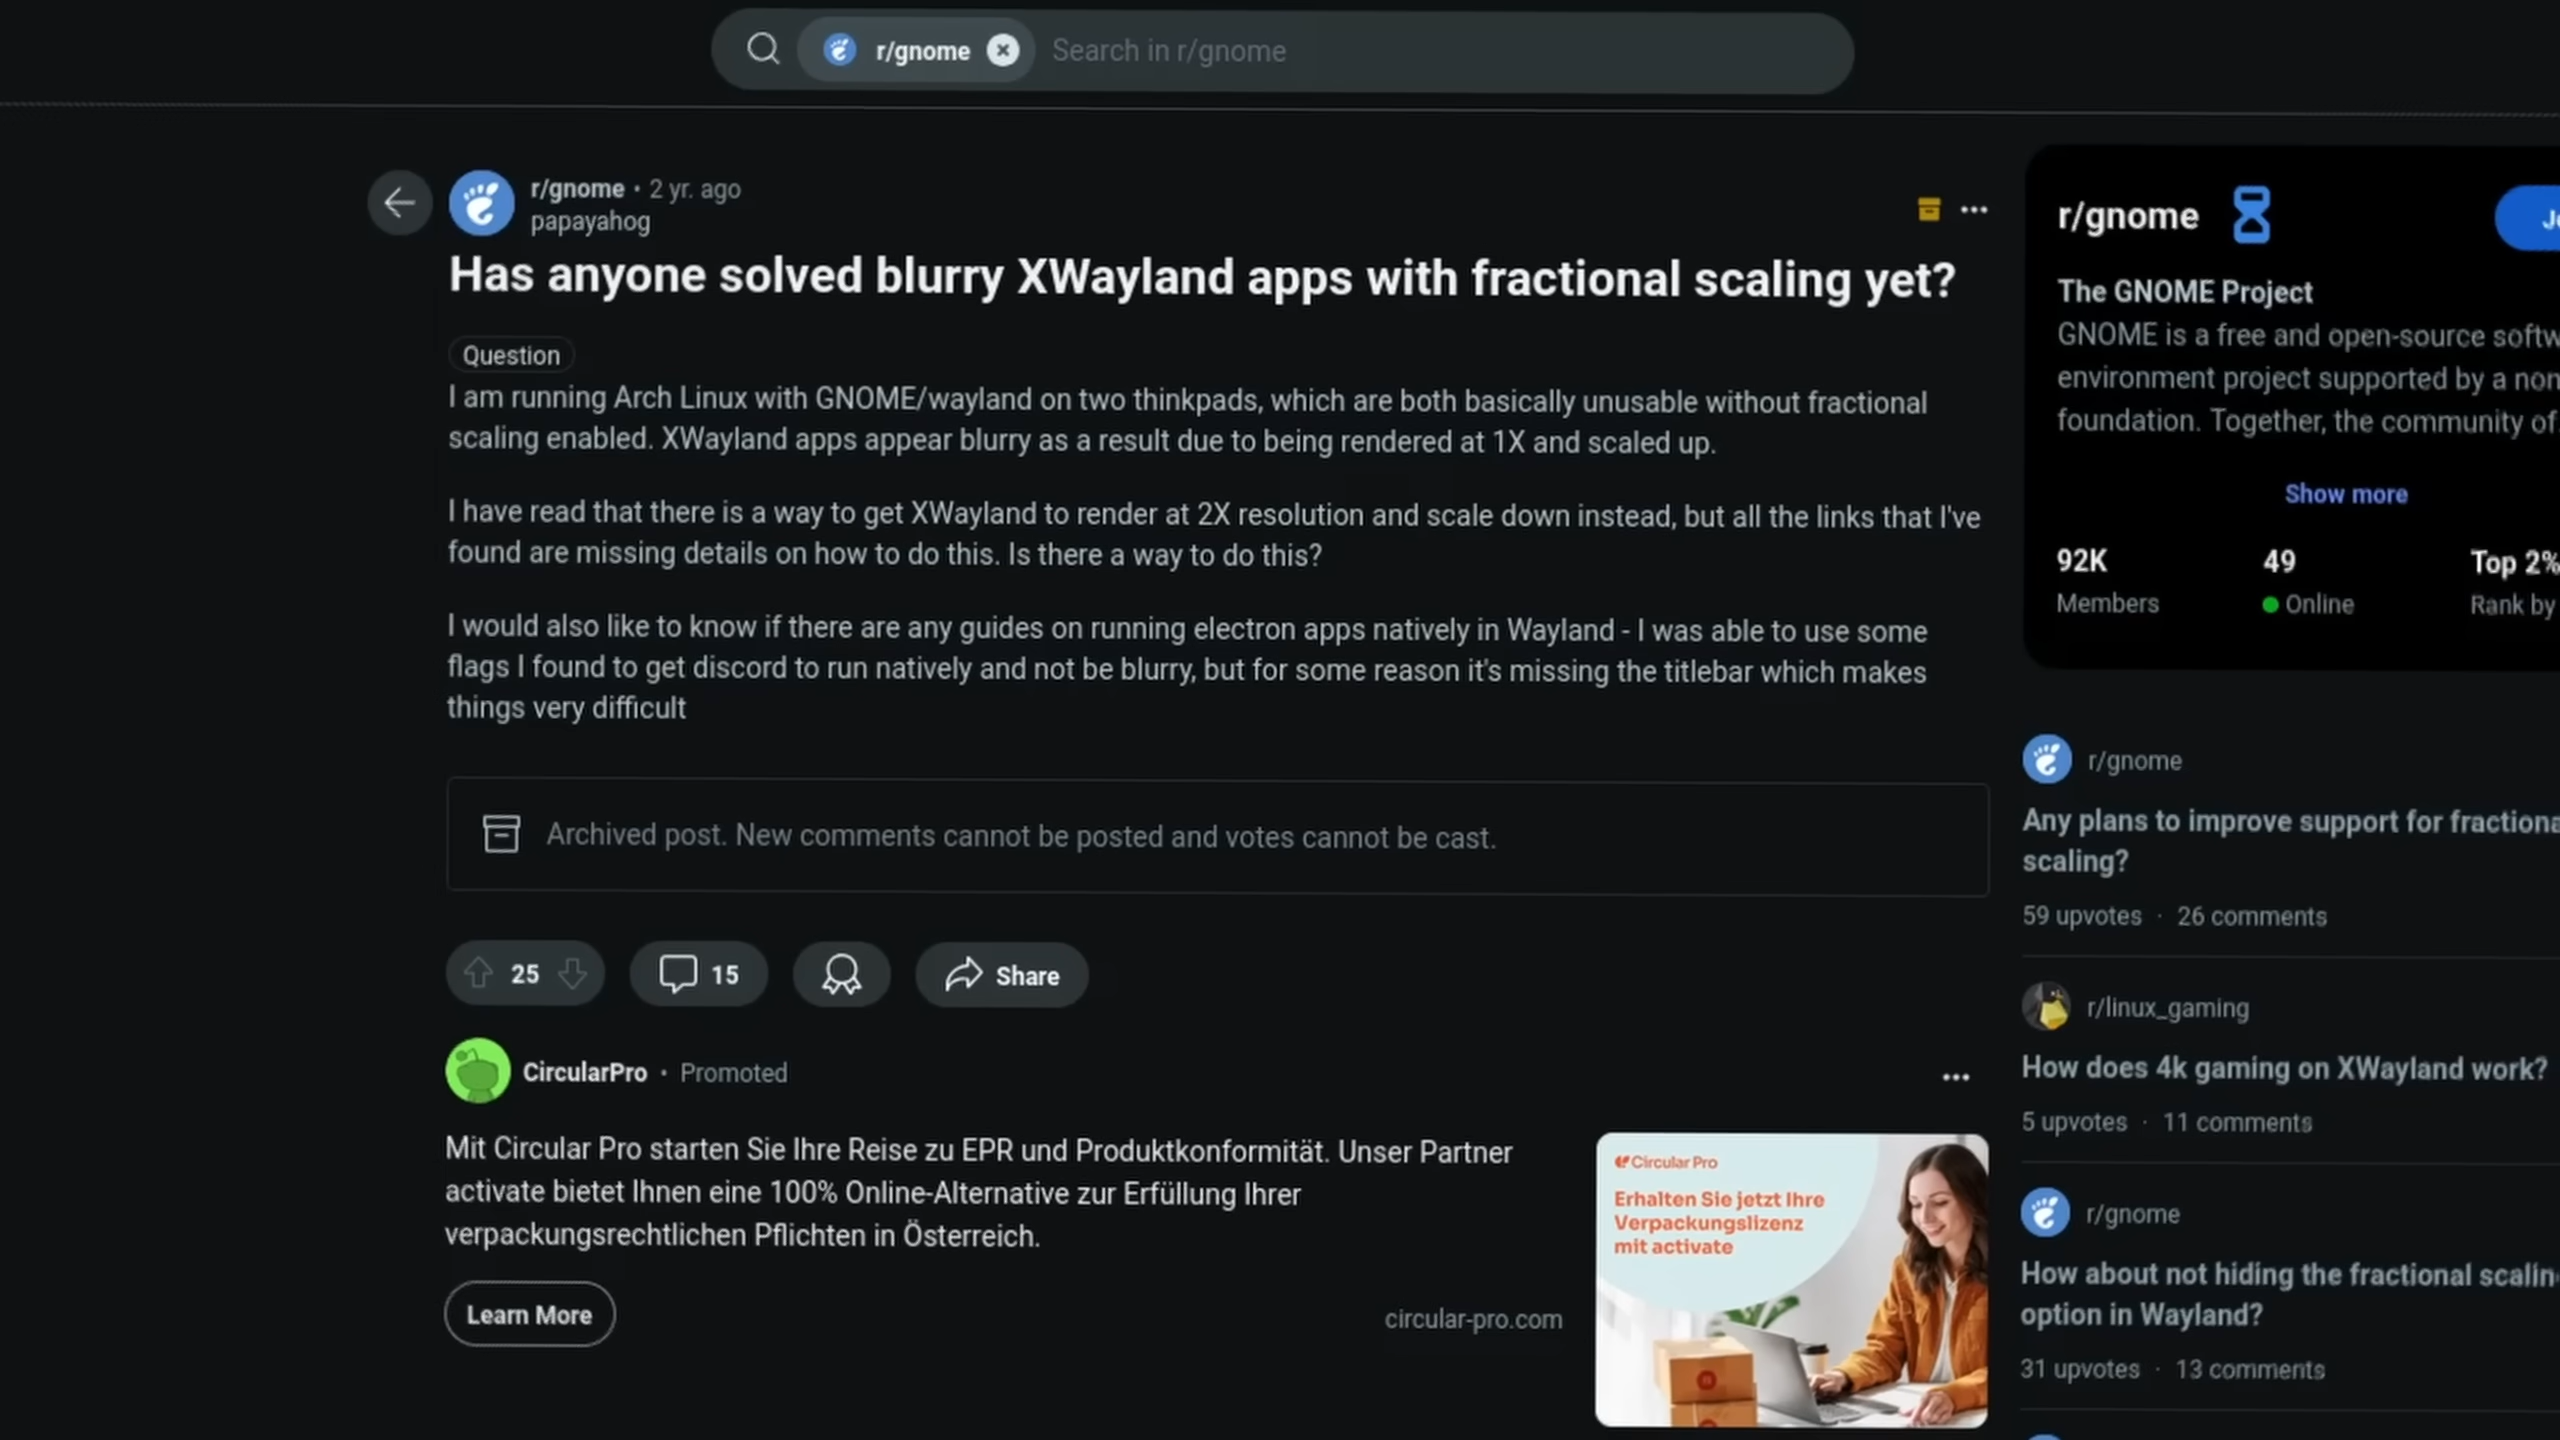 r/gnome
Search in r/gnome
r/gnome • 2 yr. ago
papayahog
Has anyone solved blurry XWayland apps with fractional scaling yet?
Question
I am running Arch Linux with GNOME/wayland on two thinkpads, which are both basically unusable without fractional
scaling enabled. XWayland apps appear blurry as a result due to being rendered at 1X and scaled up.
I have read that there is a way to get XWayland to render at 2X resolution and scale down instead, but all the links that I've
found are missing details on how to do this. Is there a way to do this?
I would also like to know if there are any guides on running electron apps natively in Wayland - I was able to use some
flags I found to get discord to run natively and not be blurry, but for some reason it's missing the titlebar which makes
things very difficult
Archived post. New comments cannot be posted and votes cannot be cast.
25
15
Share
CircularPro • Promoted
Mit Circular Pro starten Sie Ihre Reise zu EPR und Produktkonformität. Unser Partner
activate bietet Ihnen eine 100% Online-Alternative zur Erfüllung Ihrer
verpackungsrechtlichen Pflichten in Österreich.
Learn More
circular-pro.com
Circular Pro
Erhalten Sie jetzt Ihre
Verpackungslizenz
mit activate
r/gnome
The GNOME Project
GNOME is a free and open-source
environment project supported by a
foundation. Together, the community of
Show more
92K
49
Top 2%
Members
Online
Rank by
r/gnome
Any plans to improve support for
scaling?
59 upvotes · 26 comments
r/linux_gaming
How does 4k gaming on XWayland work?
5 upvotes · 11 comments
r/gnome
How about not hiding the fractional
option in Wayland?
31 upvotes · 13 comments